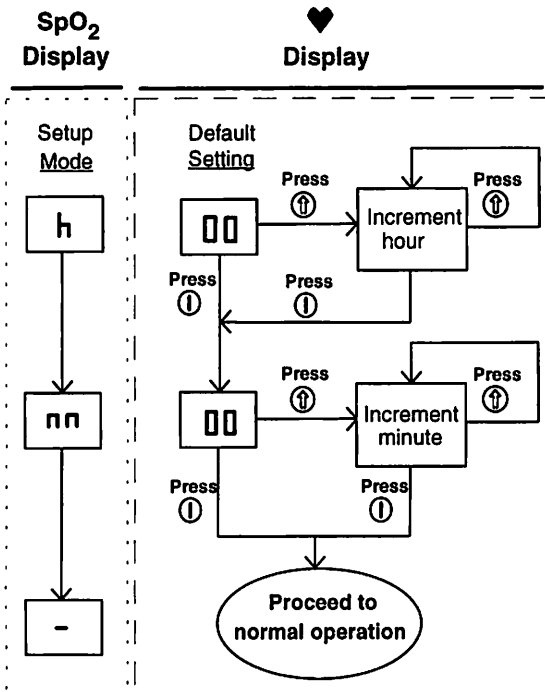 SpO2
Display
♥
Display
Setup
Mode
Default
Setting
h
00
Press
Increment
hour
Press
Press
Press
nn
00
Press
Increment
minute
Press
Press
Press
-
Proceed to
normal operation